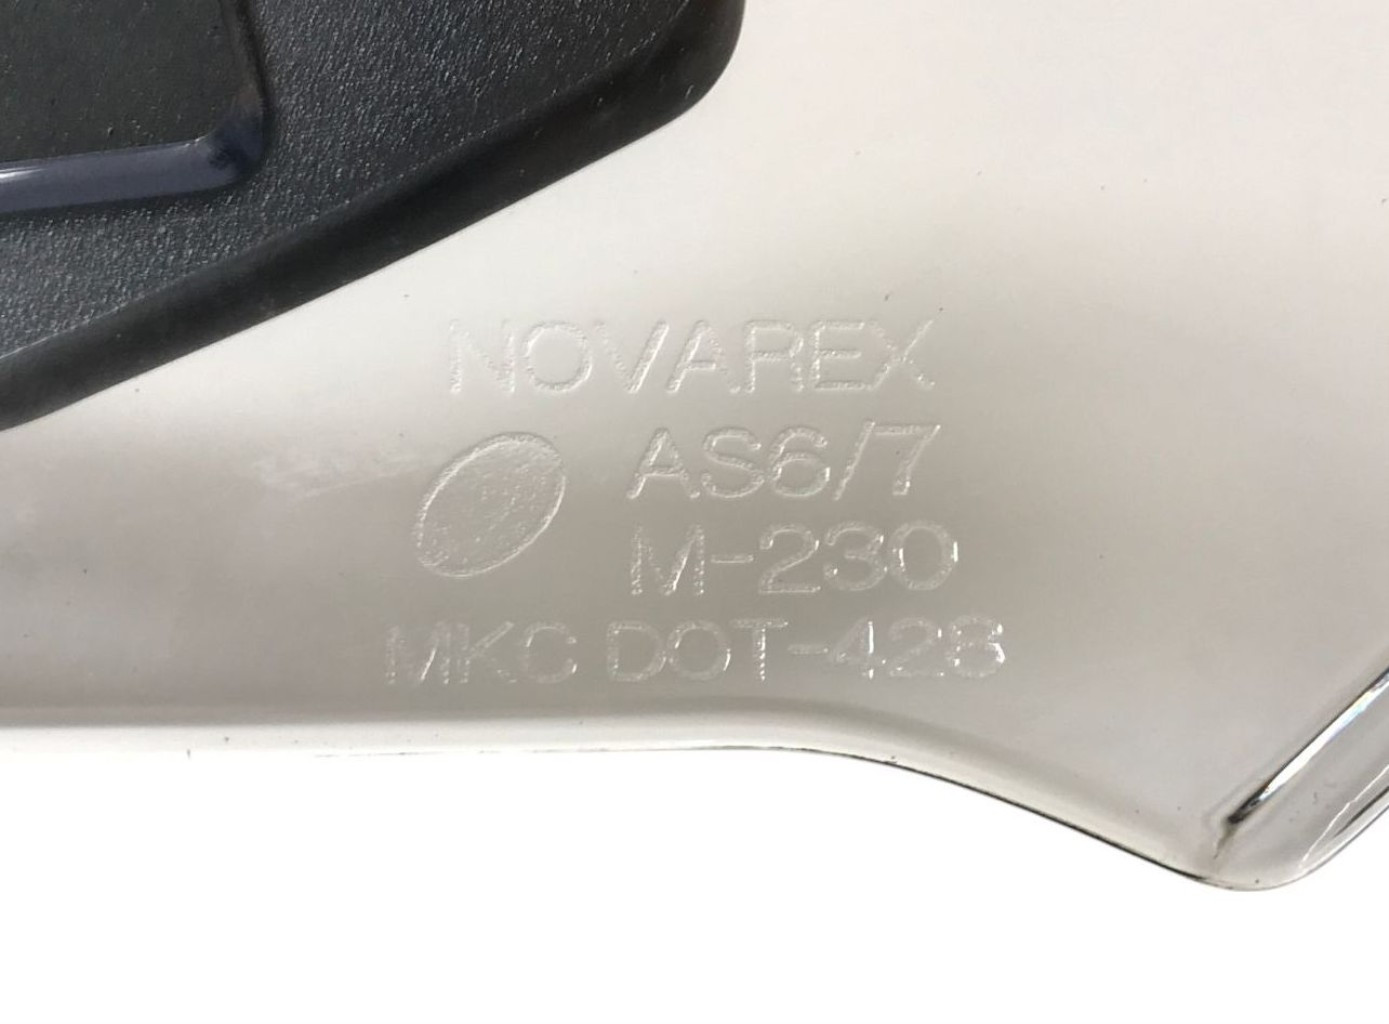 NOVAREX
AS6/7
M-230
MKC DOT-428